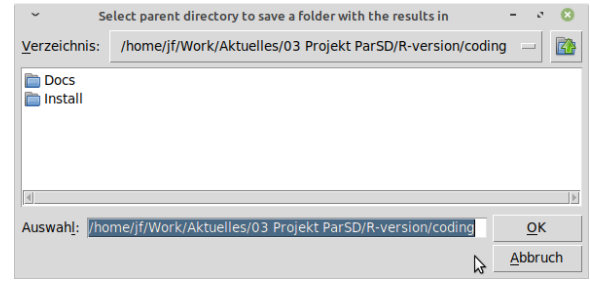 Select parent directory to save a folder with the results in
Verzeichnis: /home/jf/Work/Aktuelles/03 Projekt ParSD/R-version/coding
Docs
Install
Auswahl: /home/jf/Work/Aktuelles/03 Projekt ParSD/R-version/coding OK
Abbruch